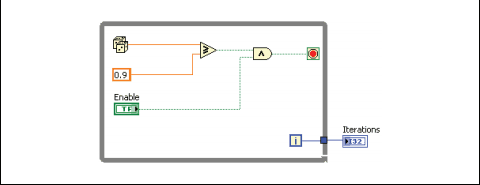 0.9
Enable
TF
i
Iterations
I32